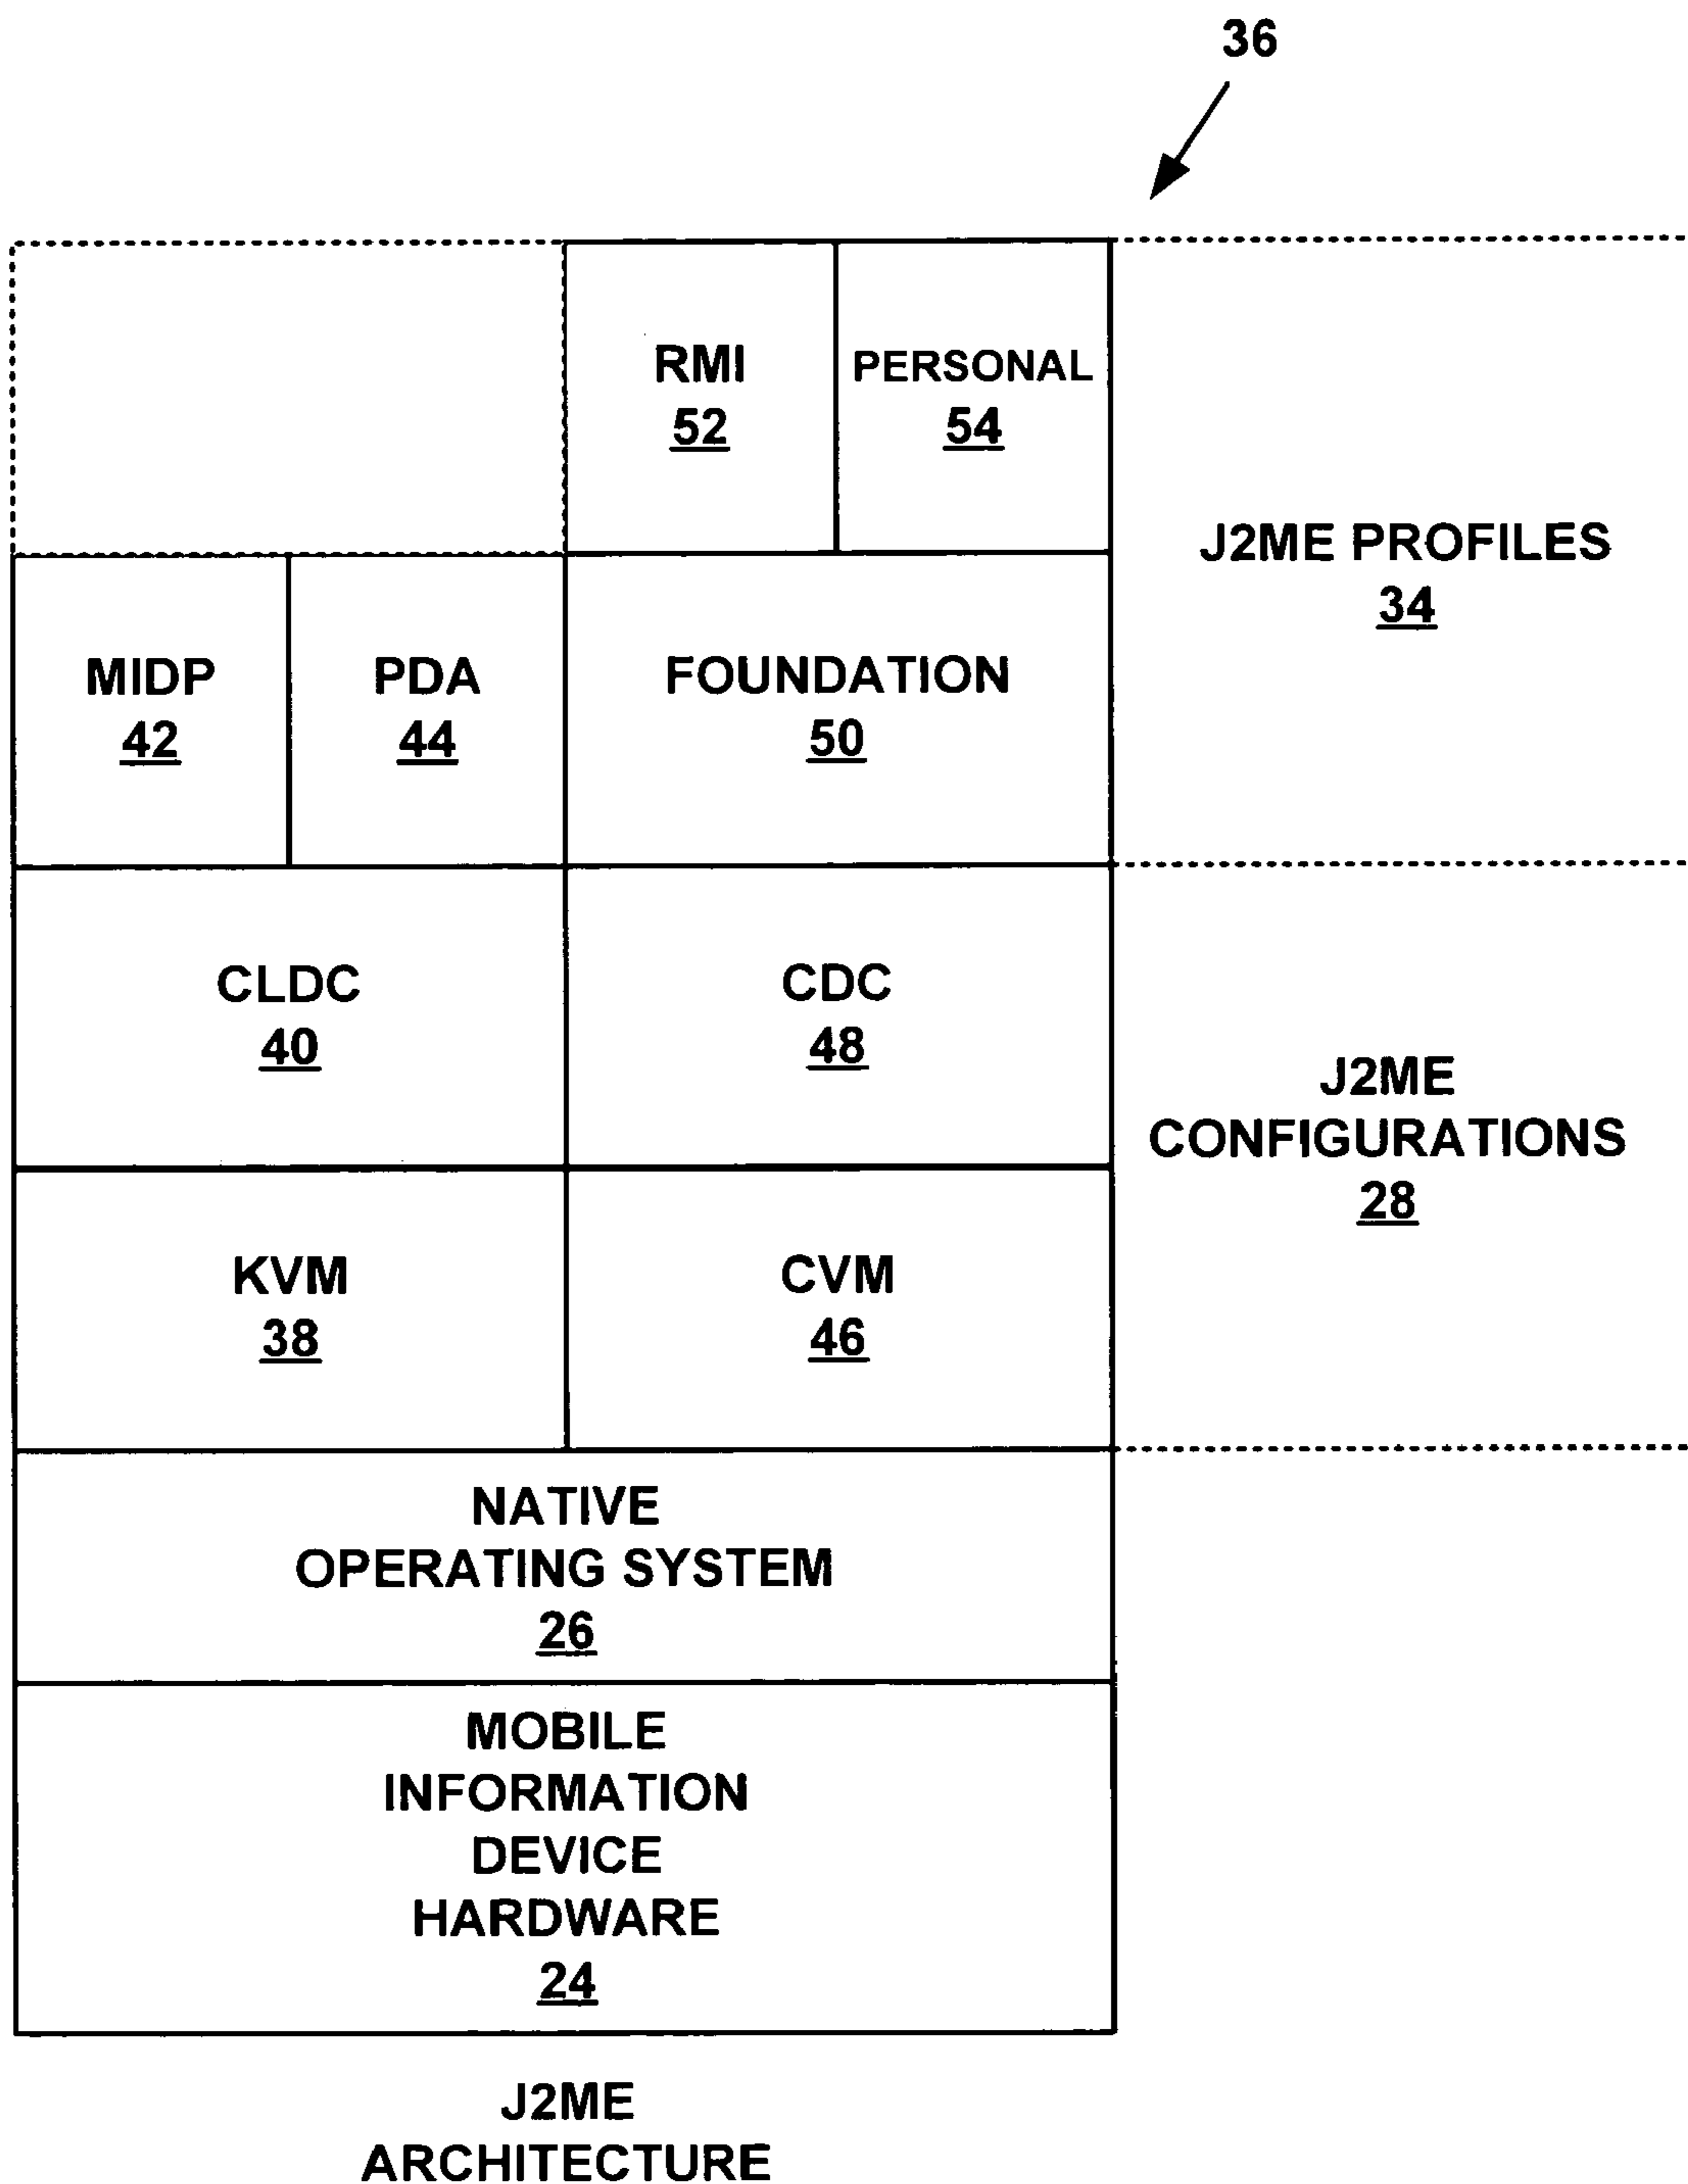 36
RMI
52
PERSONAL
54
J2ME PROFILES
34
MIDP
42
PDA
44
FOUNDATION
50
CLDC
40
CDC
48
J2ME
CONFIGURATIONS
28
KVM
38
CVM
46
NATIVE
OPERATING SYSTEM
26
MOBILE
INFORMATION
DEVICE
HARDWARE
24
J2ME
ARCHITECTURE